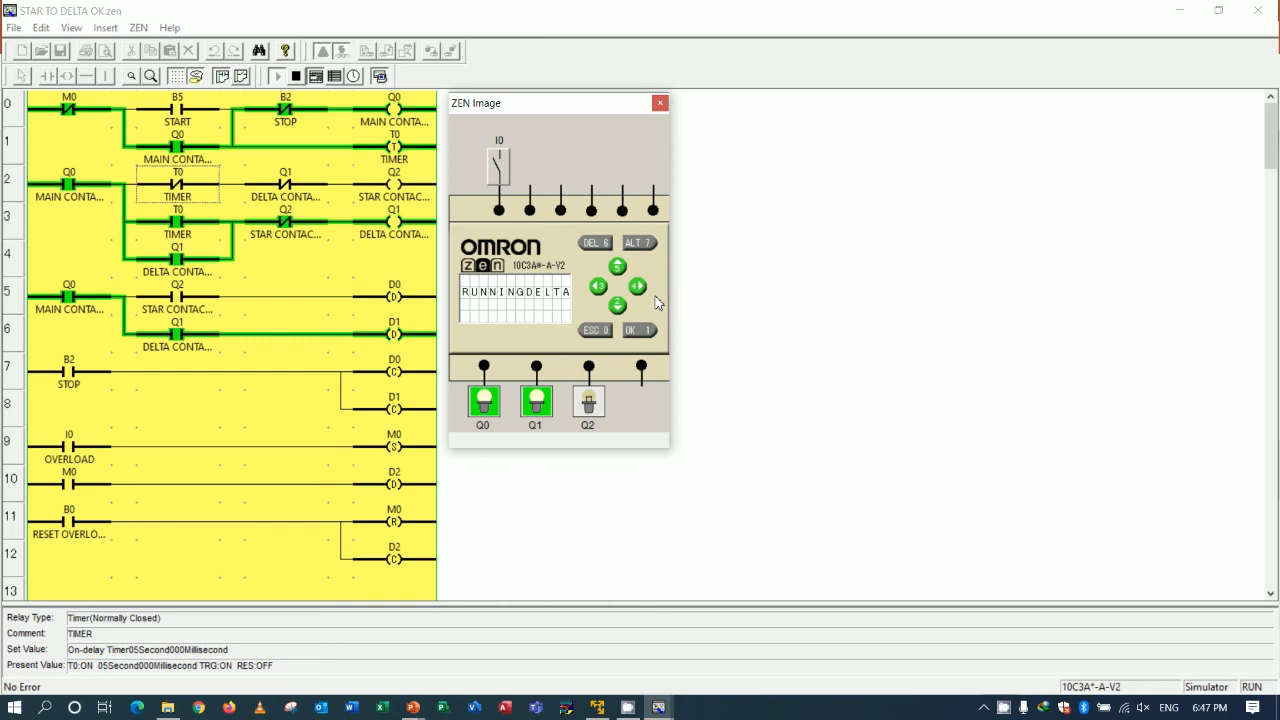 STAR TO DELTA OK.zen
File Edit View Insert ZEN Help
0 M0 B5 B2 Q0
START STOP MAIN CONTA...
1 Q0 T0
MAIN CONTA... TIMER
2 Q0 T0 Q1 Q2
MAIN CONTA... TIMER DELTA CONTA... STAR CONTAC...
3 T0 Q2 Q1
TIMER STAR CONTAC... DELTA CONTA...
4 Q1
DELTA CONTA...
5 Q0 Q2 D0
MAIN CONTA... STAR CONTAC...
6 Q1 D1
DELTA CONTA...
7 B2 D0
STOP
8 D1
9 I0 M0
OVERLOAD
10 M0 D2
11 B0 M0
RESET OVERLO...
12 D2
13
T
D
D
C
C
S
D
R
C
ZEN Image
I0
OMRON
zen 10C3A*-A-V2
DEL 6 ALT 7
5
3 4
2
ESC 0 OK 1
RUNNINGDELTA
Q0 Q1 Q2
Relay Type: Timer(Normally Closed)
Comment: TIMER
Set Value: On-delay Timer05Second000Millisecond
Present Value: T0:ON 05Second000Millisecond TRG:ON RES:OFF
No Error 10C3A*-A-V2 Simulator RUN
ENG 6:47 PM